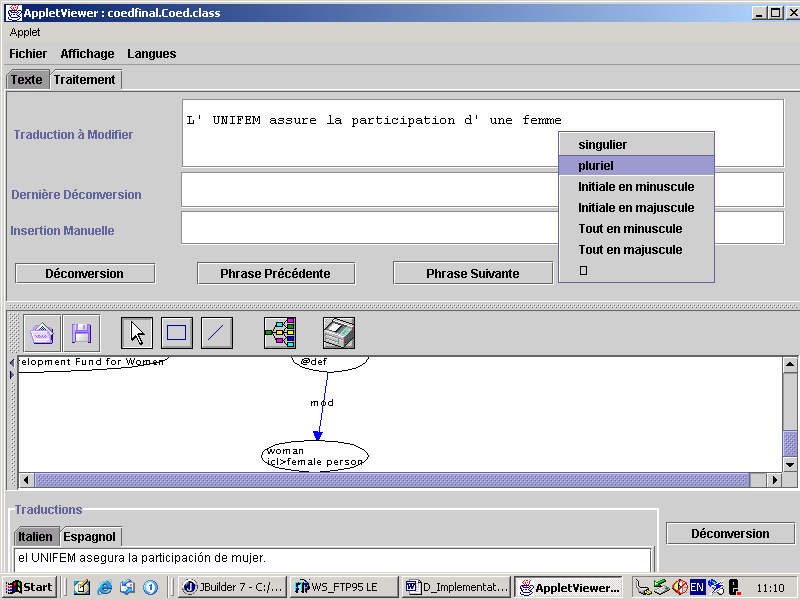 AppletViewer : coedfinal.Coed.class
Applet
Fichier Affichage Langues
Texte Traitement
Traduction à Modifier
L' UNIFEM assure la participation d' une femme
singulier
pluriel
Initiale en minuscule
Initiale en majuscule
Tout en minuscule
Tout en majuscule
Dernière Déconversion
Insertion Manuelle
Déconversion Phrase Précédente Phrase Suivante
elopment Fund for Women @def
mod
woman
icl>female person
Traductions
Italien Espagnol
Déconversion
el UNIFEM asegura la participación de mujer.
Start JBuilder 7 - C:/... WS_FTP95 LE D_Implementat... AppletViewer... EN 11:10